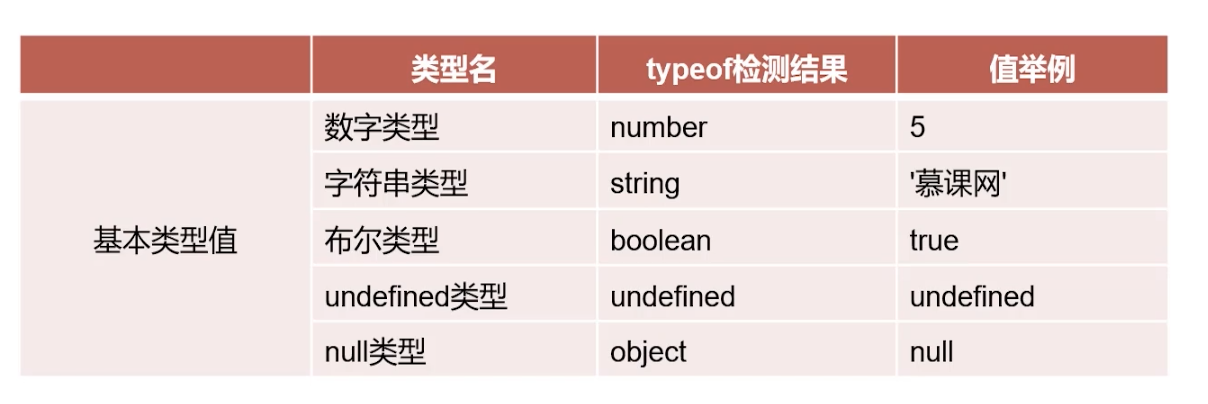 类型名 typeof检测结果 值举例
数字类型 number 5
字符串类型 string '慕课网'
基本类型值 布尔类型 boolean true
undefined类型 undefined undefined
null类型 object null